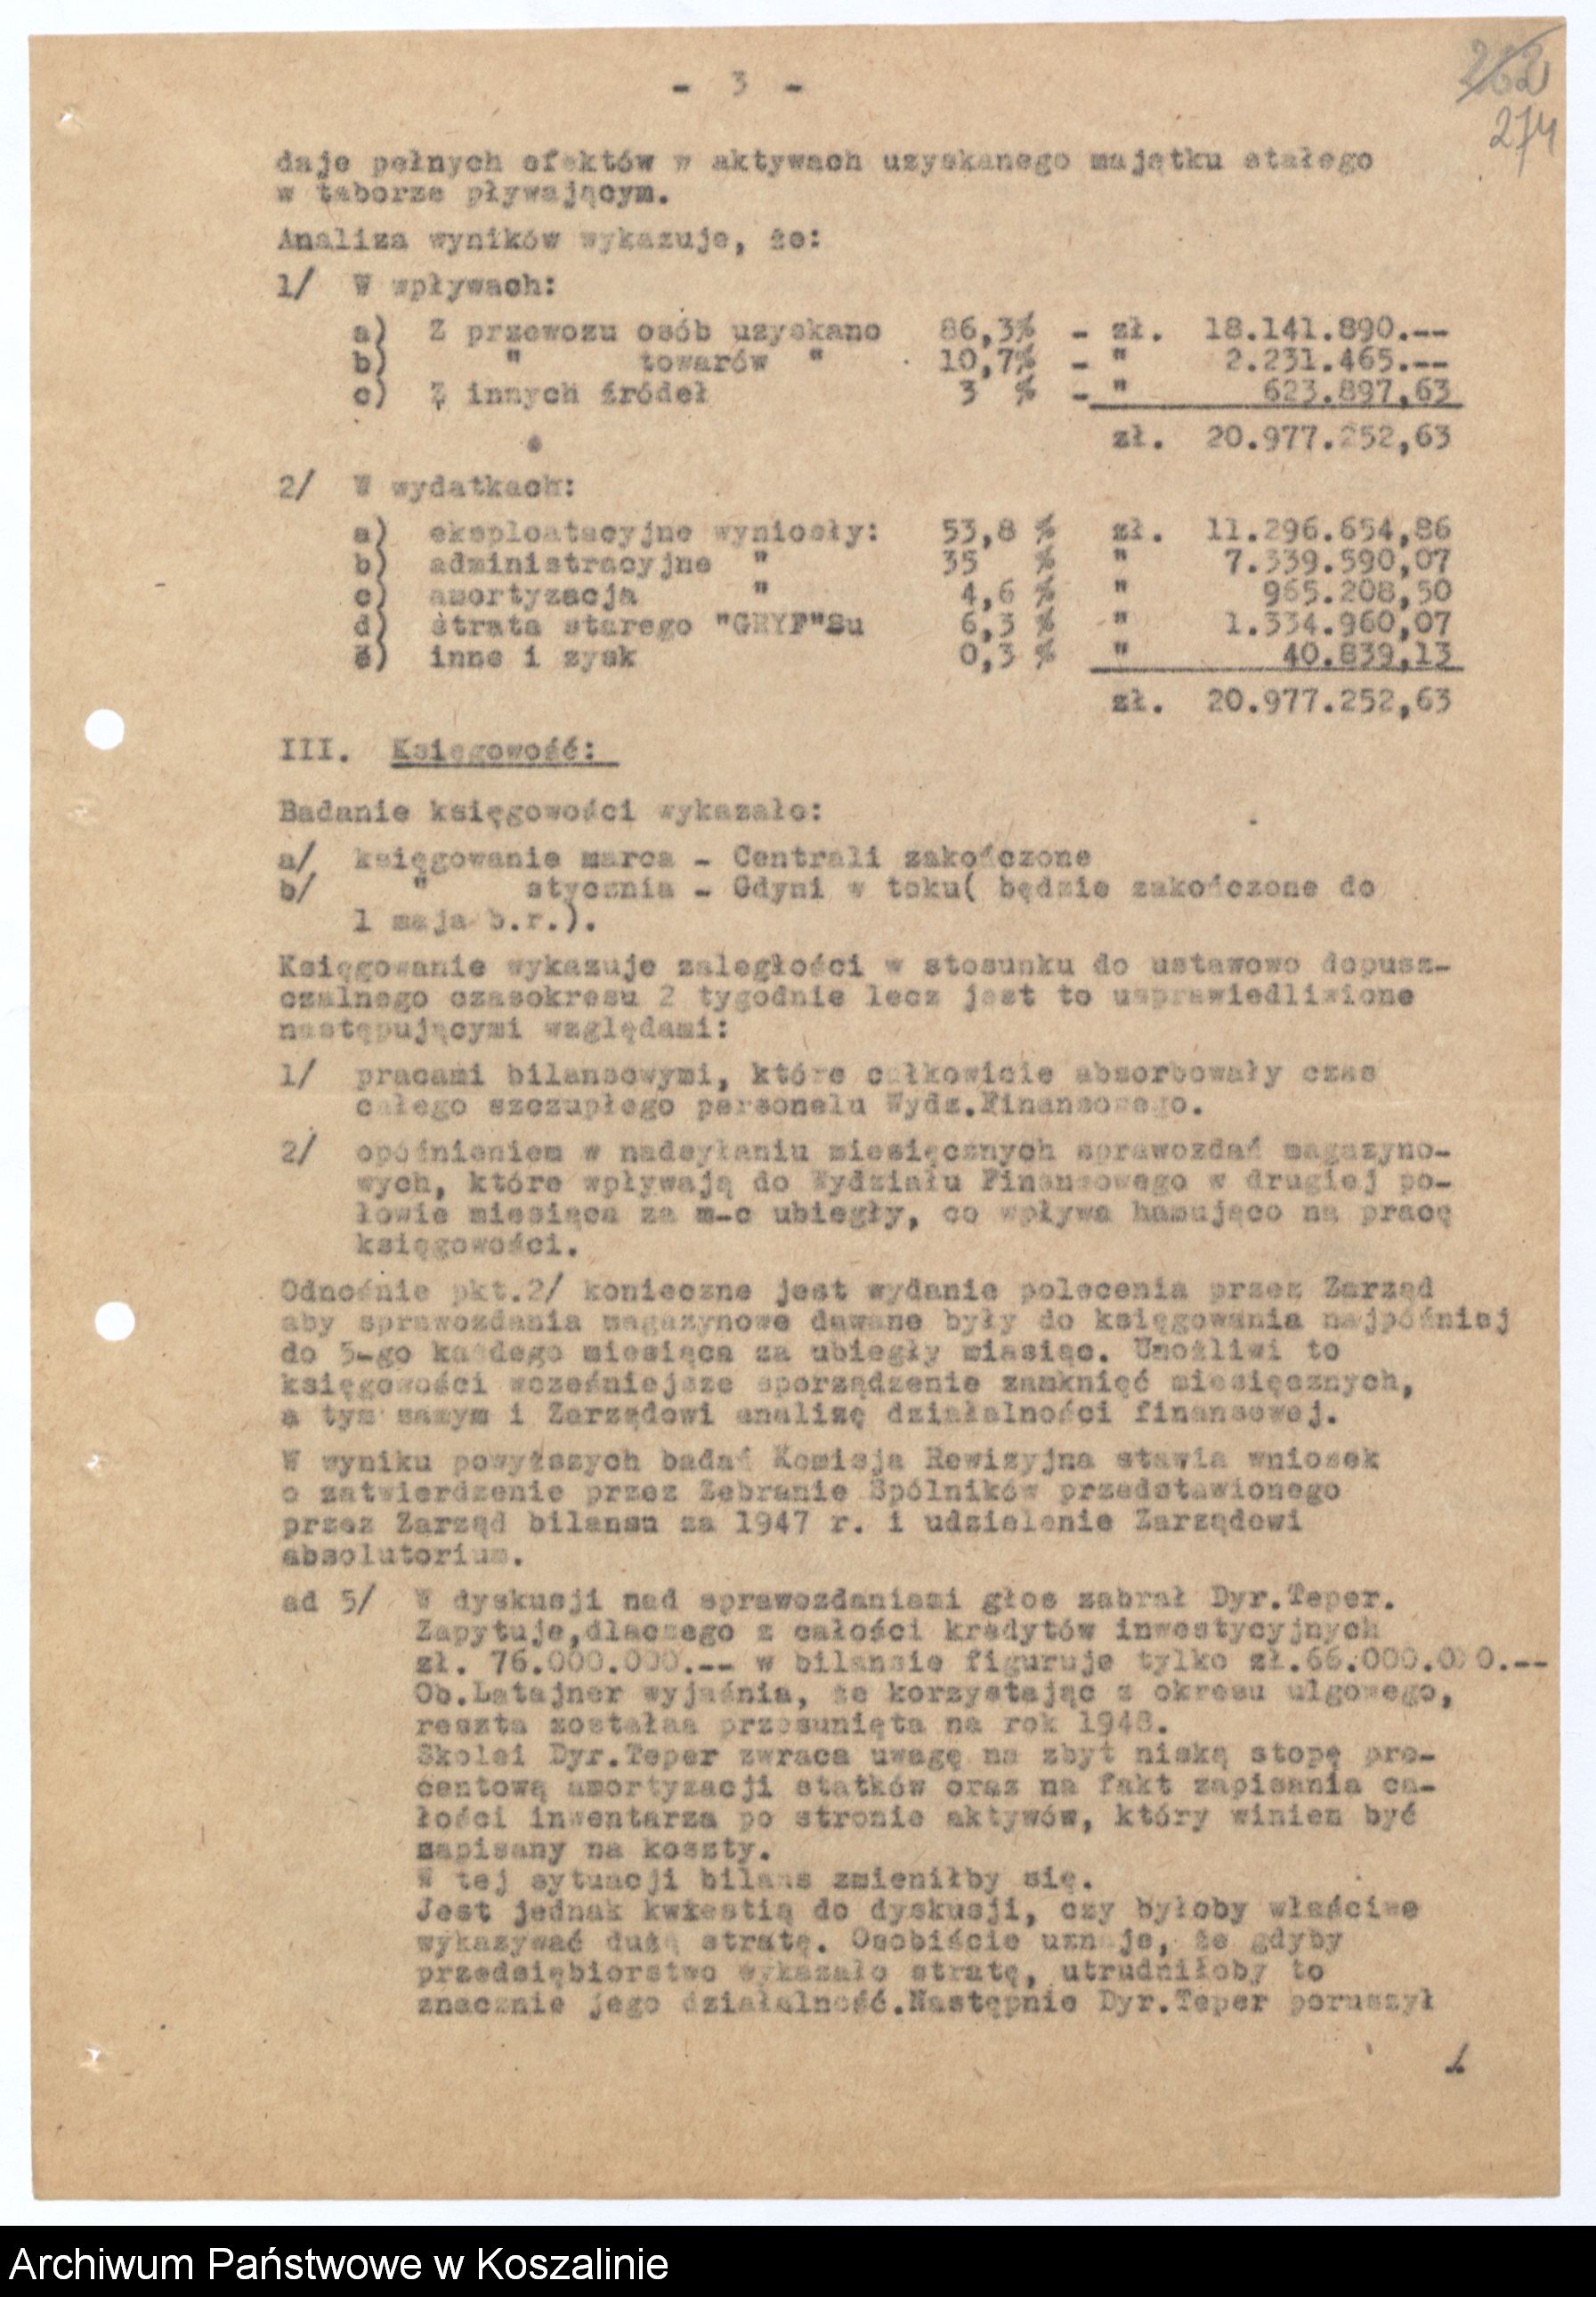 - 3 -
262
274
daje pełnych efektów w aktywach uzyskanego majątku stałego
w taborze pływającym.
Analiza wyników wykazuje, że:
1/ W wpływach:
a) Z przewozu osób uzyskano 86,3% - zł. 18.141.890.--
b) " towarów " 10,7% - " 2.231.465.--
c) Z innych źródeł 3 % - " 623.897,63
zł. 20.977.252,63
2/ W wydatkach:
a) eksploatacyjne wyniosły: 53,8 % zł. 11.296.654,86
b) administracyjne " 35 % " 7.339.590,07
c) amortyzacja " 4,6 % " 965.208,50
d) strata starego "GRYF"Su 6,3 % " 1.334.960,07
e) inne i zysk 0,3 % " 40.839,13
zł. 20.977.252,63
III. Księgowość:
Badanie księgowości wykazało:
a/ księgowanie marca - Centrali zakończone
b/ " stycznia - Gdyni w toku( będzie zakończone do
1 maja b.r.).
Księgowanie wykazuje zaległości w stosunku do ustawowo dopusz-
czalnego czasokresu 2 tygodnie lecz jest to usprawiedliwione
następującymi względami:
1/ pracami bilansowymi, które całkowicie absorbowały czas
całego szczupłego personelu Wydz.Finansowego.
2/ opóźnieniem w nadsyłaniu miesięcznych sprawozdań magazyno-
wych, które wpływają do Wydziału Finansowego w drugiej po-
łowie miesiąca za m-c ubiegły, co wpływa hamująco na pracę
księgowości.
Odnośnie pkt.2/ konieczne jest wydanie polecenia przez Zarząd
aby sprawozdania magazynowe dawane były do księgowania najpóźniej
do 5-go każdego miesiąca za ubiegły miasiąc. Umożliwi to
księgowości wcześniejsze sporządzenie zamknięć miesięcznych,
a tym samym i Zarządowi analizę działalności finansowej.
W wyniku powyższych badań Komisja Rewizyjna stawia wniosek
o zatwierdzenie przez Zebranie Spólników przedstawionego
przez Zarząd bilansu za 1947 r. i udzielenie Zarządowi
absolutorium.
ad 5/ W dyskusji nad sprawozdaniami głos zabrał Dyr.Teper.
Zapytuje,dlaczego z całości kredytów inwestycyjnych
zł. 76.000.000.-- w bilansie figuruje tylko zł.66.000.000.--
Ob.Latajner wyjaśnia, że korzystając z okresu ulgowego,
reszta zostałaa przesunięta na rok 1948.
Skolei Dyr.Teper zwraca uwagę na zbyt niską stopę pro-
centową amortyzacji statków oraz na fakt zapisania ca-
łości inwentarza po stronie aktywów, który winien być
zapisany na koszty.
W tej sytuacji bilans zmieniłby się.
Jest jednak kwiestią do dyskusji, czy byłoby właściwe
wykazywać dużą stratę. Osobiście uznaje, że gdyby
przedsiębiorstwo wykazało stratę, utrudniłoby to
znacznie jego działalność.Następnie Dyr.Teper poruszył
Archiwum Państwowe w Koszalinie